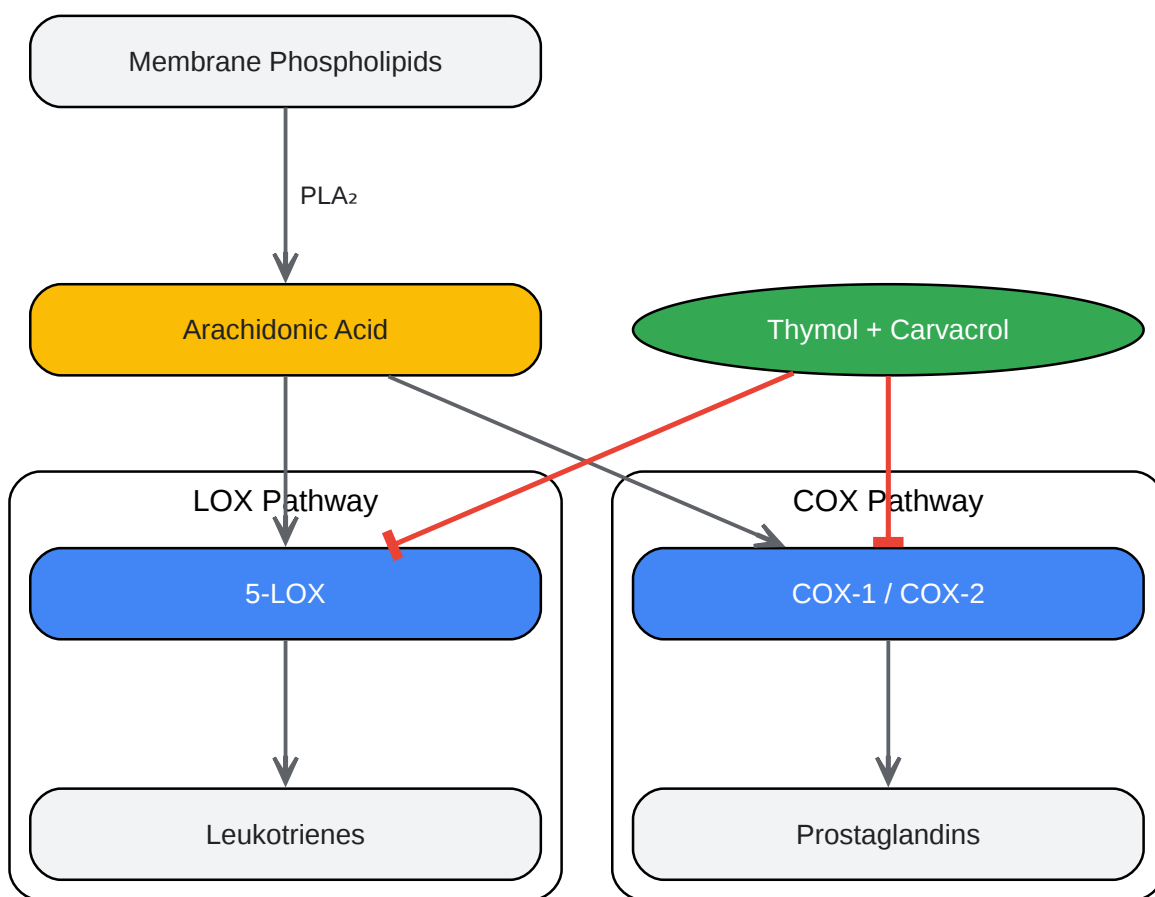 Membrane Phospholipids
PLA₂
Arachidonic Acid
Thymol + Carvacrol
LOX Pathway
COX Pathway
5-LOX
COX-1 / COX-2
Leukotrienes
Prostaglandins